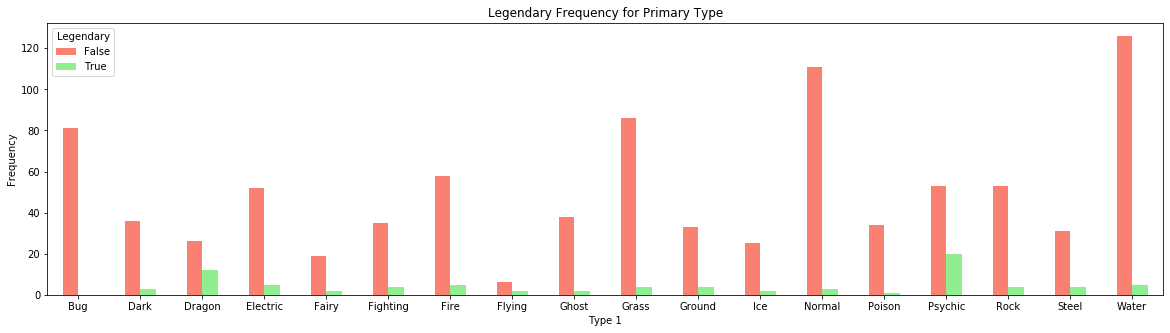 Legendary Frequency for Primary Type
Legendary
False
True
Frequency
120
100
80
60
40
20
0
Bug Dark Dragon Electric Fairy Fighting Fire Flying Ghost Grass Ground Ice Normal Poison Psychic Rock Steel Water
Type 1